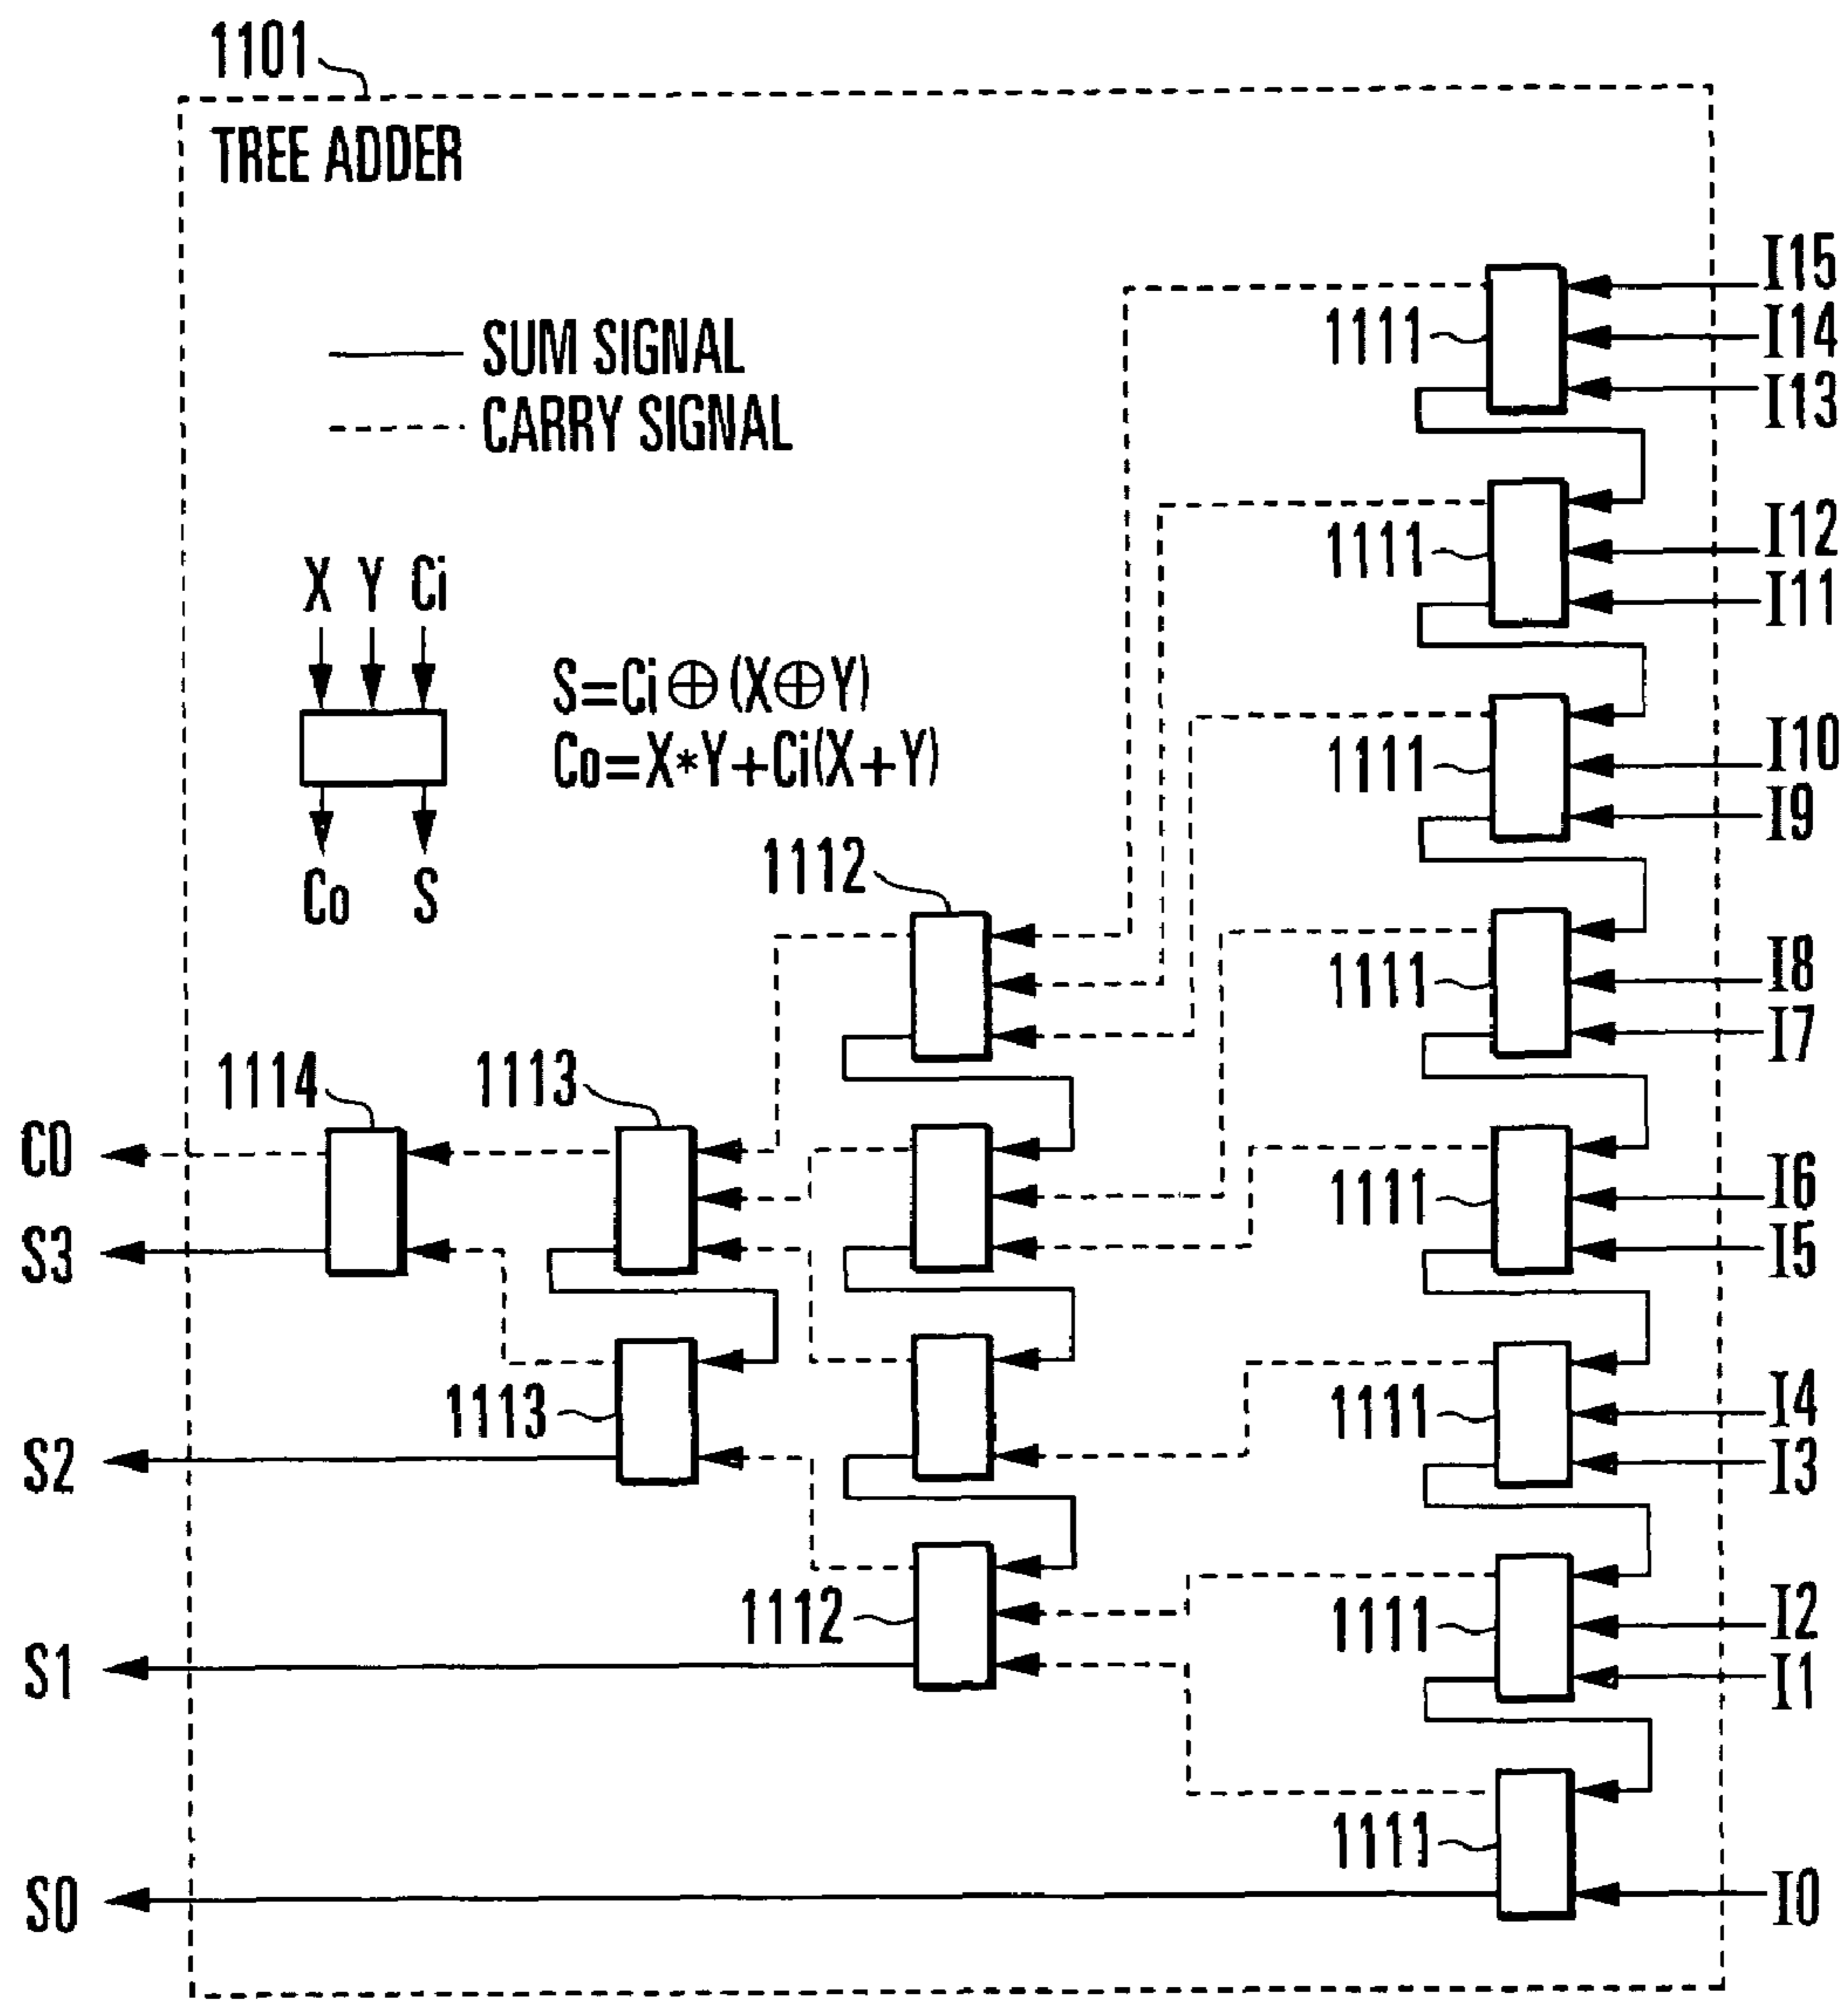 1101
TREE ADDER
SUM SIGNAL
CARRY SIGNAL
X Y Ci
S=Ci⊕(X⊕Y)
Co=X*Y+Ci(X+Y)
Co S
1111
I15
I14
I13
1111
I12
I11
1111
I10
I9
1112
1111
I8
I7
1114
1113
C0
S3
1111
I6
I5
1113
S2
1111
I4
I3
1112
S1
1111
I2
I1
1111
S0
I0